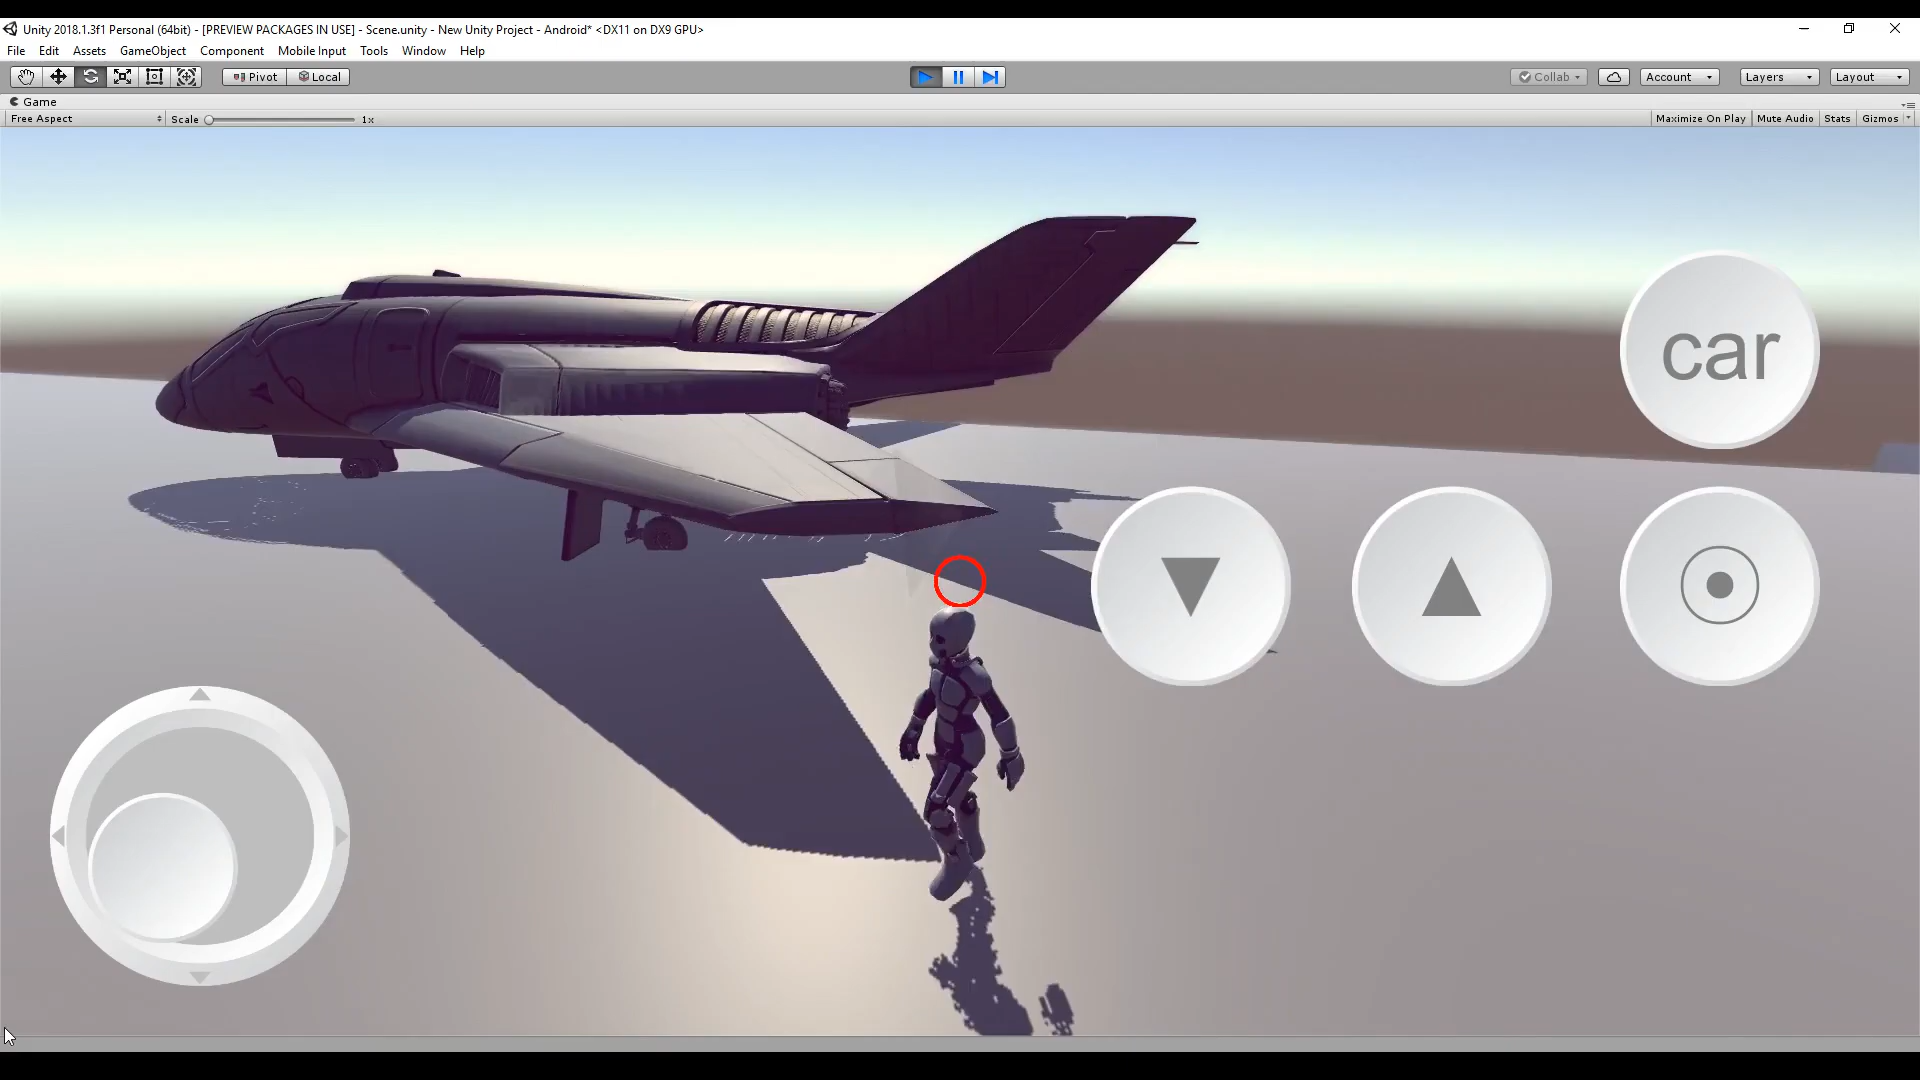 Unity 2018.1.3f1 Personal (64bit) - [PREVIEW PACKAGES IN USE] - Scene.unity - New Unity Project - Android* <DX11 on DX9 GPU>
File Edit Assets GameObject Component Mobile Input Tools Window Help
Pivot Local Collab Account Layers Layout
Game
Free Aspect Scale 1x Maximize On Play Mute Audio Stats Gizmos
car